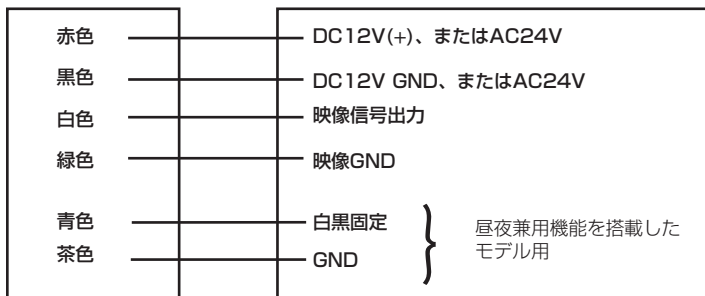 赤色 DC12V(+)、またはAC24V
黒色 DC12V GND、またはAC24V
白色 映像信号出力
緑色 映像GND
青色 白黒固定
茶色 GND
昼夜兼用機能を搭載した
モデル用